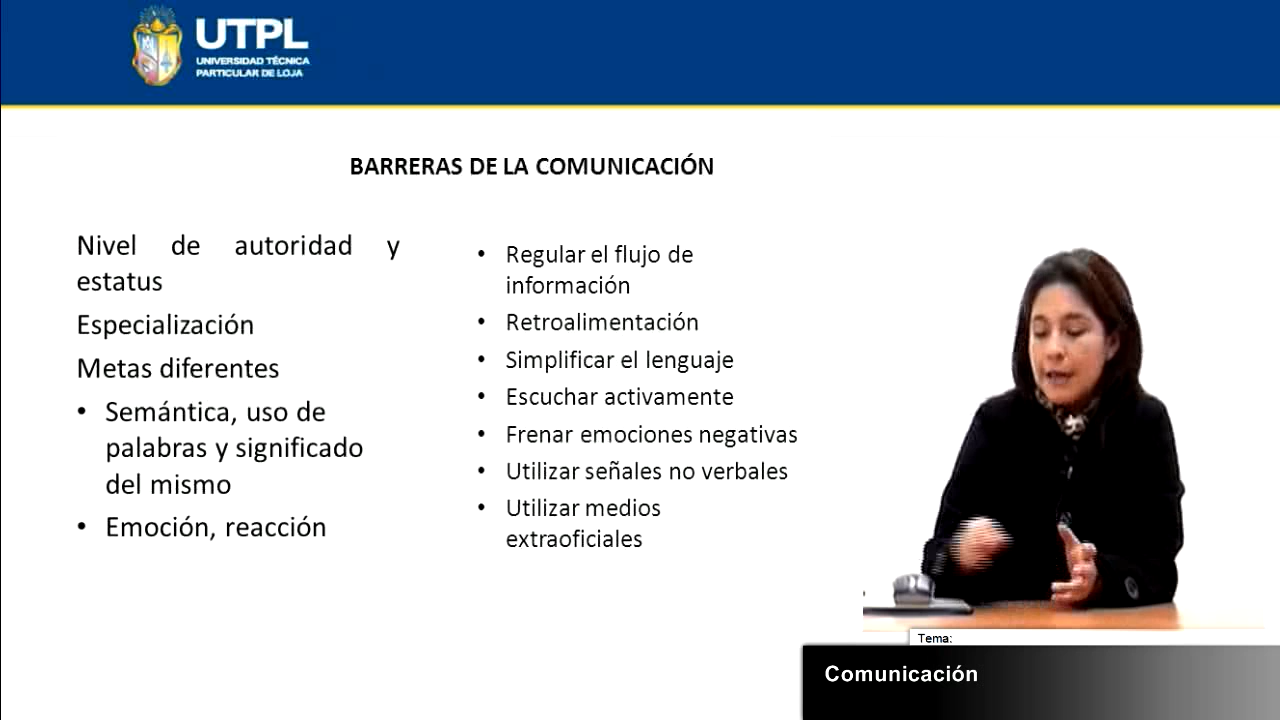 UTPL
UNIVERSIDAD TÉCNICA
PARTICULAR DE LOJA
BARRERAS DE LA COMUNICACIÓN
Nivel de autoridad y
estatus
Especialización
Metas diferentes
• Semántica, uso de
palabras y significado
del mismo
• Emoción, reacción
• Regular el flujo de
información
• Retroalimentación
• Simplificar el lenguaje
• Escuchar activamente
• Frenar emociones negativas
• Utilizar señales no verbales
• Utilizar medios
extraoficiales
Tema:
Comunicación